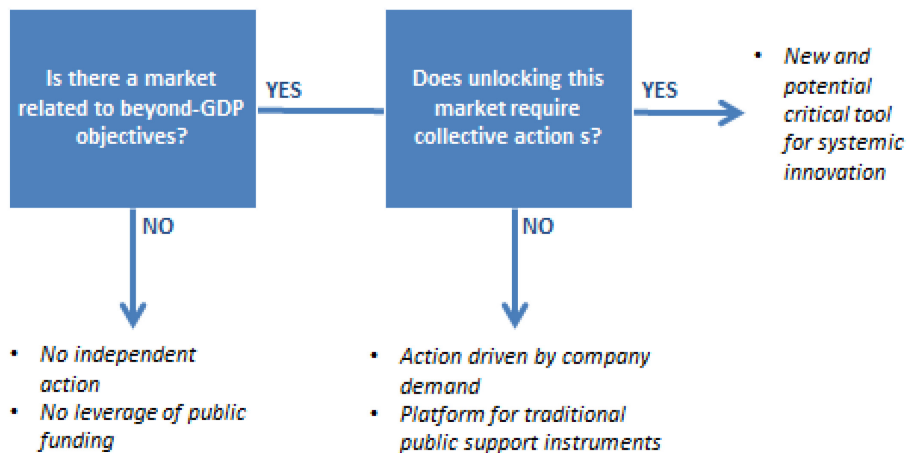 Is there a market
related to beyond-GDP
objectives?
YES
Does unlocking this
market require
collective action s?
YES
• New and
potential
critical tool
for systemic
innovation
NO
NO
• No independent
action
• No leverage of public
funding
• Action driven by company
demand
• Platform for traditional
public support instruments